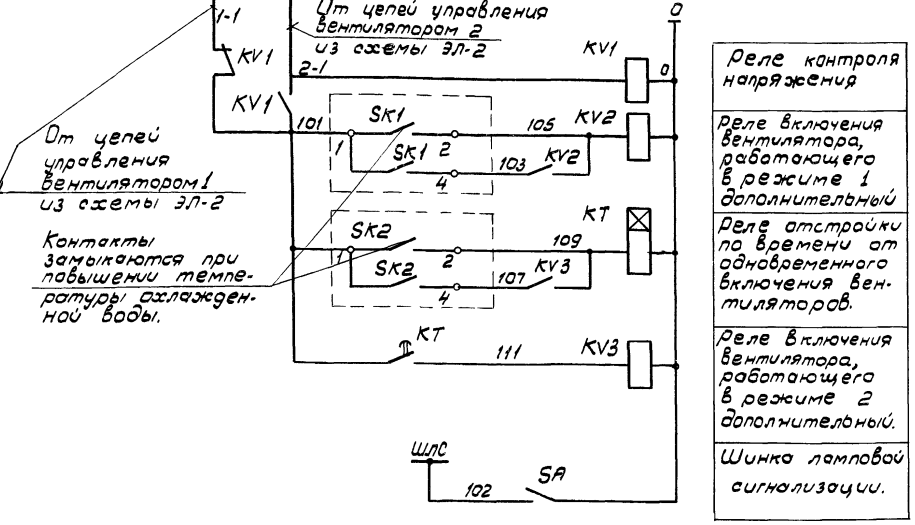 1-1
От цепей управления
вентилятором 2
из схемы ЭЛ-2
0
KV1
2-1
KV1
0
KV1
101
SK1
105
KV2
1
SK1
2
103
KV2
4
От цепей
управления
вентилятором 1
из схемы ЭЛ-2
Контакты
замыкаются при
повышении темпе-
ратуры охлажден-
ной воды.
SK2
109
KT
1
2
SK2
107
KV3
4
KT
111
KV3
ШЛС
102
SA
Реле контроля
напряжения
Реле включения
вентилятора,
работающего
в режиме 1
дополнительный
Реле отстройки
по времени от
одновременного
включения вен-
тиляторов.
Реле включения
вентилятора,
работающего
в режиме 2
дополнительный.
Шинка ламповой
сигнализации.